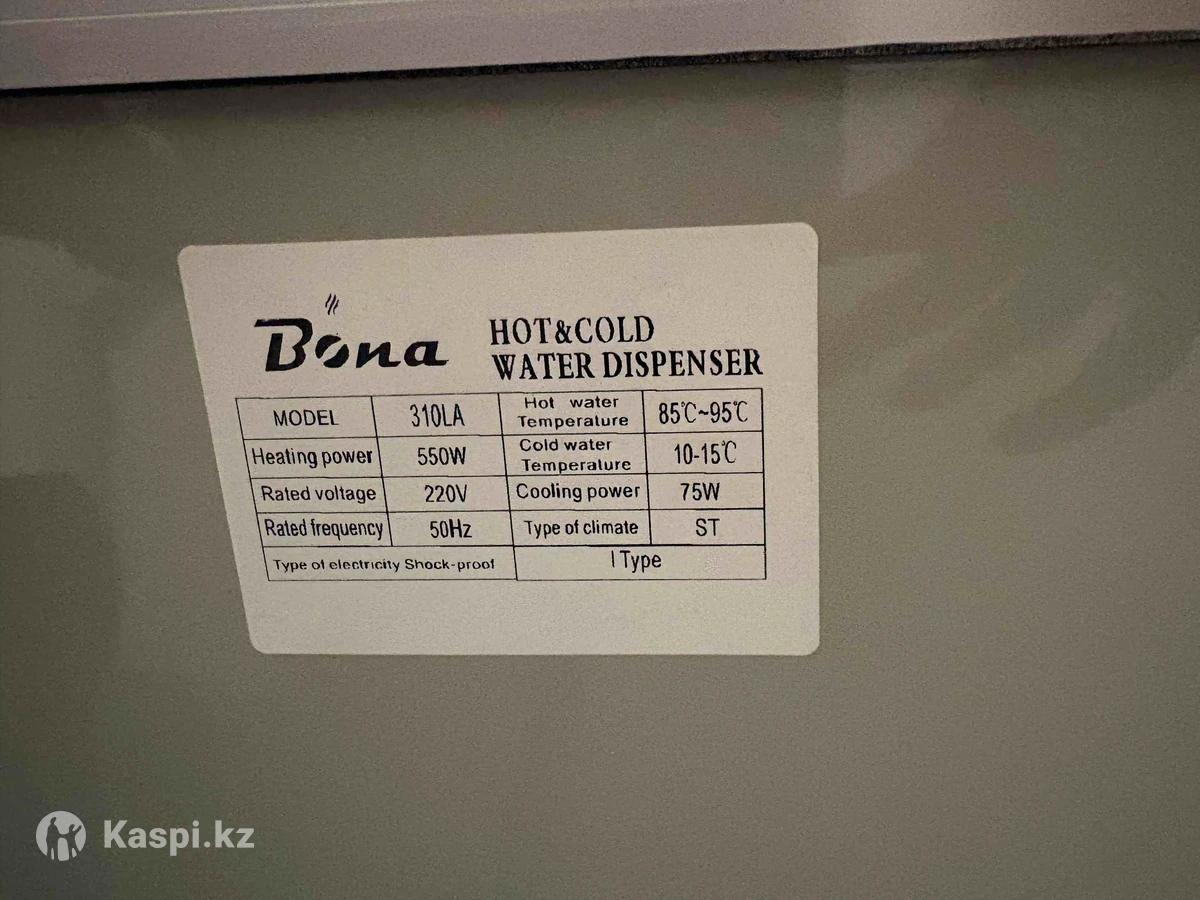 Bona
HOT&COLD
WATER DISPENSER
MODEL 310LA Hot water Temperature 85℃~95℃
Heating power 550W Cold water Temperature 10-15℃
Rated voltage 220V Cooling power 75W
Rated frequency 50Hz Type of climate ST
Type of electricity Shock-proof I Type
Kaspi.kz